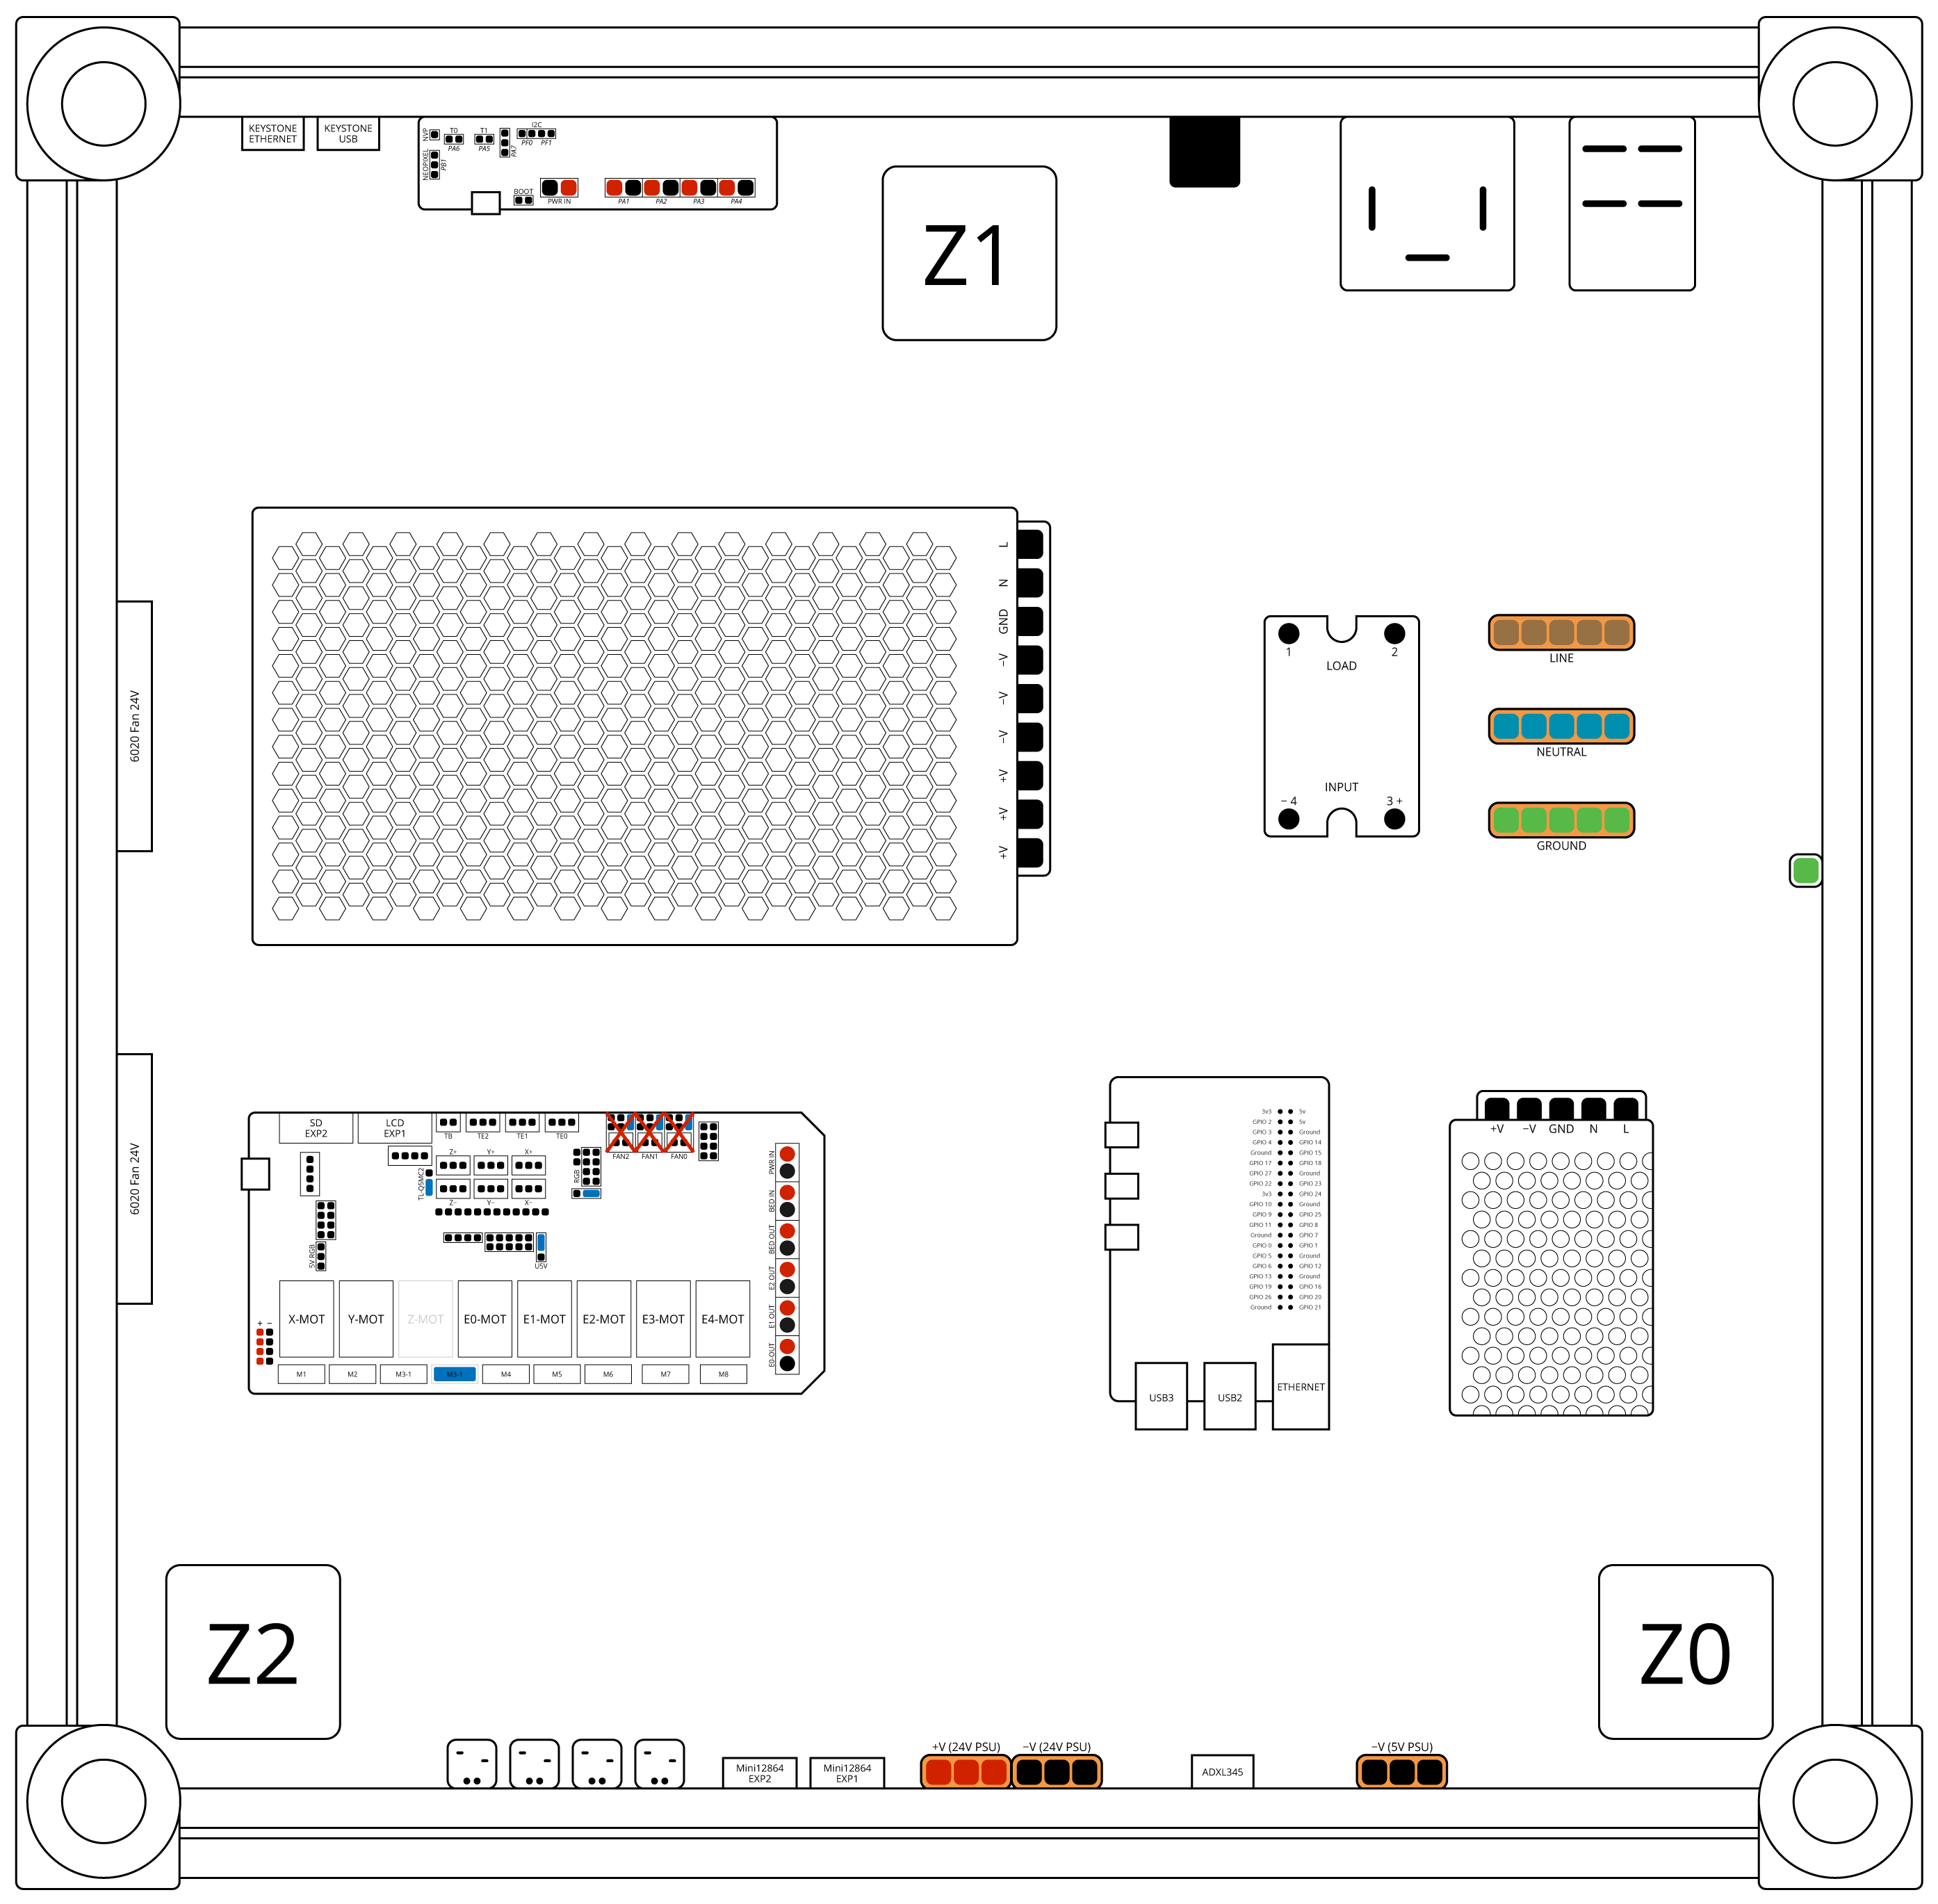 KEYSTONE
ETHERNET
KEYSTONE
USB
NVP
NEOPIXEL
PB1
T0
PA6
T1
PA5
PA7
I2C
PF0 PF1
BOOT
PWR IN
PA1
PA2
PA3
PA4
Z1
6020 Fan 24V
6020 Fan 24V
L
N
GND
−V
−V
−V
+V
+V
+V
1
2
LOAD
INPUT
− 4
3 +
LINE
NEUTRAL
GROUND
SD
EXP2
LCD
EXP1
TB
TE2
TE1
TE0
FAN2
FAN1
FAN0
Z+
Y+
X+
Z−
Y−
X−
TL-Q5MC2
RGB
5V RGB
U5V
PWR IN
BED IN
BED OUT
E2 OUT
E1 OUT
E0-OUT
X-MOT
Y-MOT
Z-MOT
E0-MOT
E1-MOT
E2-MOT
E3-MOT
E4-MOT
+ −
M1
M2
M3-1
M3-1
M4
M5
M6
M7
M8
3v3 5v
GPIO 2 5v
GPIO 3 Ground
GPIO 4 GPIO 14
Ground GPIO 15
GPIO 17 GPIO 18
GPIO 27 Ground
GPIO 22 GPIO 23
3v3 GPIO 24
GPIO 10 Ground
GPIO 9 GPIO 25
GPIO 11 GPIO 8
Ground GPIO 7
GPIO 0 GPIO 1
GPIO 5 Ground
GPIO 6 GPIO 12
GPIO 13 Ground
GPIO 19 GPIO 16
GPIO 26 GPIO 20
Ground GPIO 21
USB3
USB2
ETHERNET
+V −V GND N L
Z2
Z0
Mini12864
EXP2
Mini12864
EXP1
+V (24V PSU)
−V (24V PSU)
ADXL345
−V (5V PSU)